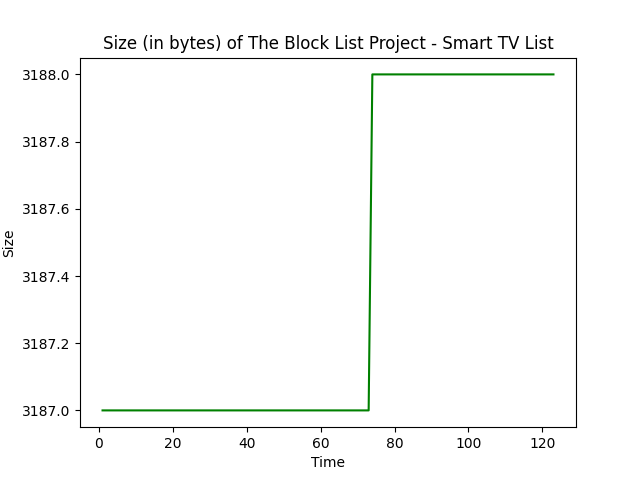 Size (in bytes) of The Block List Project - Smart TV List
3188.0
3187.8
3187.6
3187.4
3187.2
3187.0
Size
0 20 40 60 80 100 120
Time